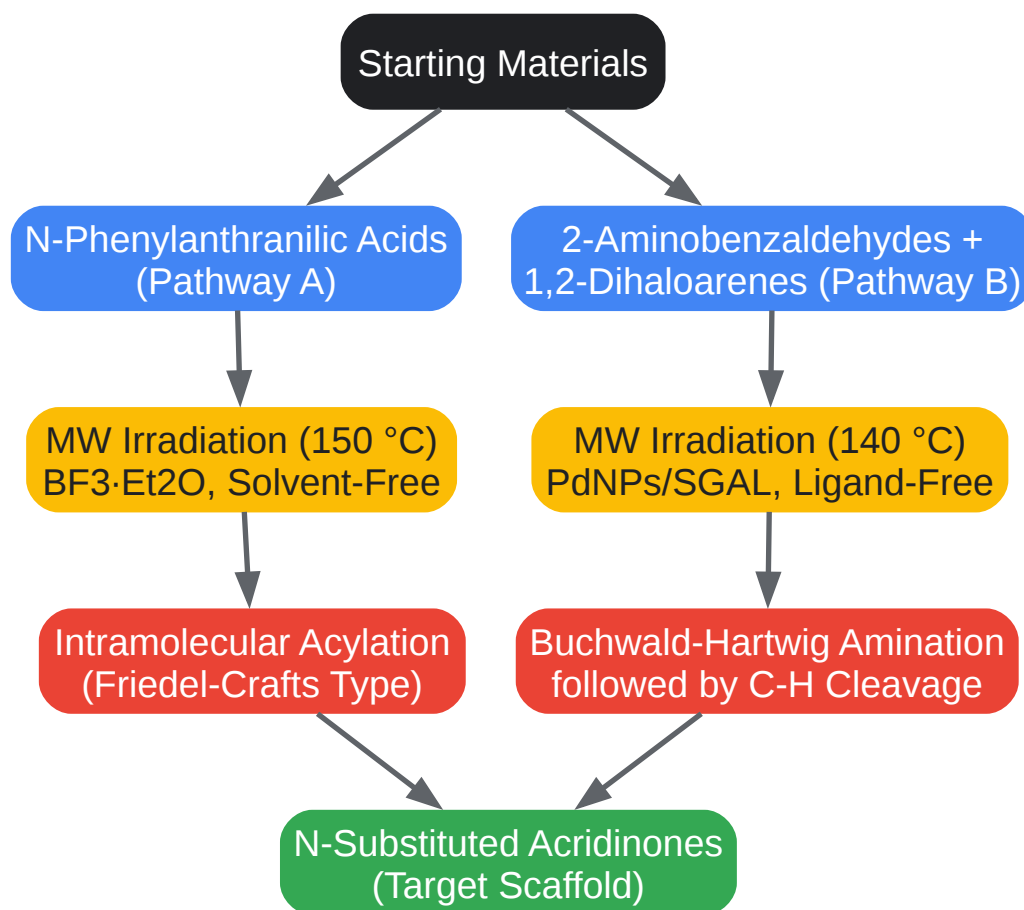 Starting Materials
N-Phenylanthranilic Acids
(Pathway A)
2-Aminobenzaldehydes +
1,2-Dihaloarenes (Pathway B)
MW Irradiation (150 °C)
BF3·Et2O, Solvent-Free
MW Irradiation (140 °C)
PdNPs/SGAL, Ligand-Free
Intramolecular Acylation
(Friedel-Crafts Type)
Buchwald-Hartwig Amination
followed by C-H Cleavage
N-Substituted Acridinones
(Target Scaffold)